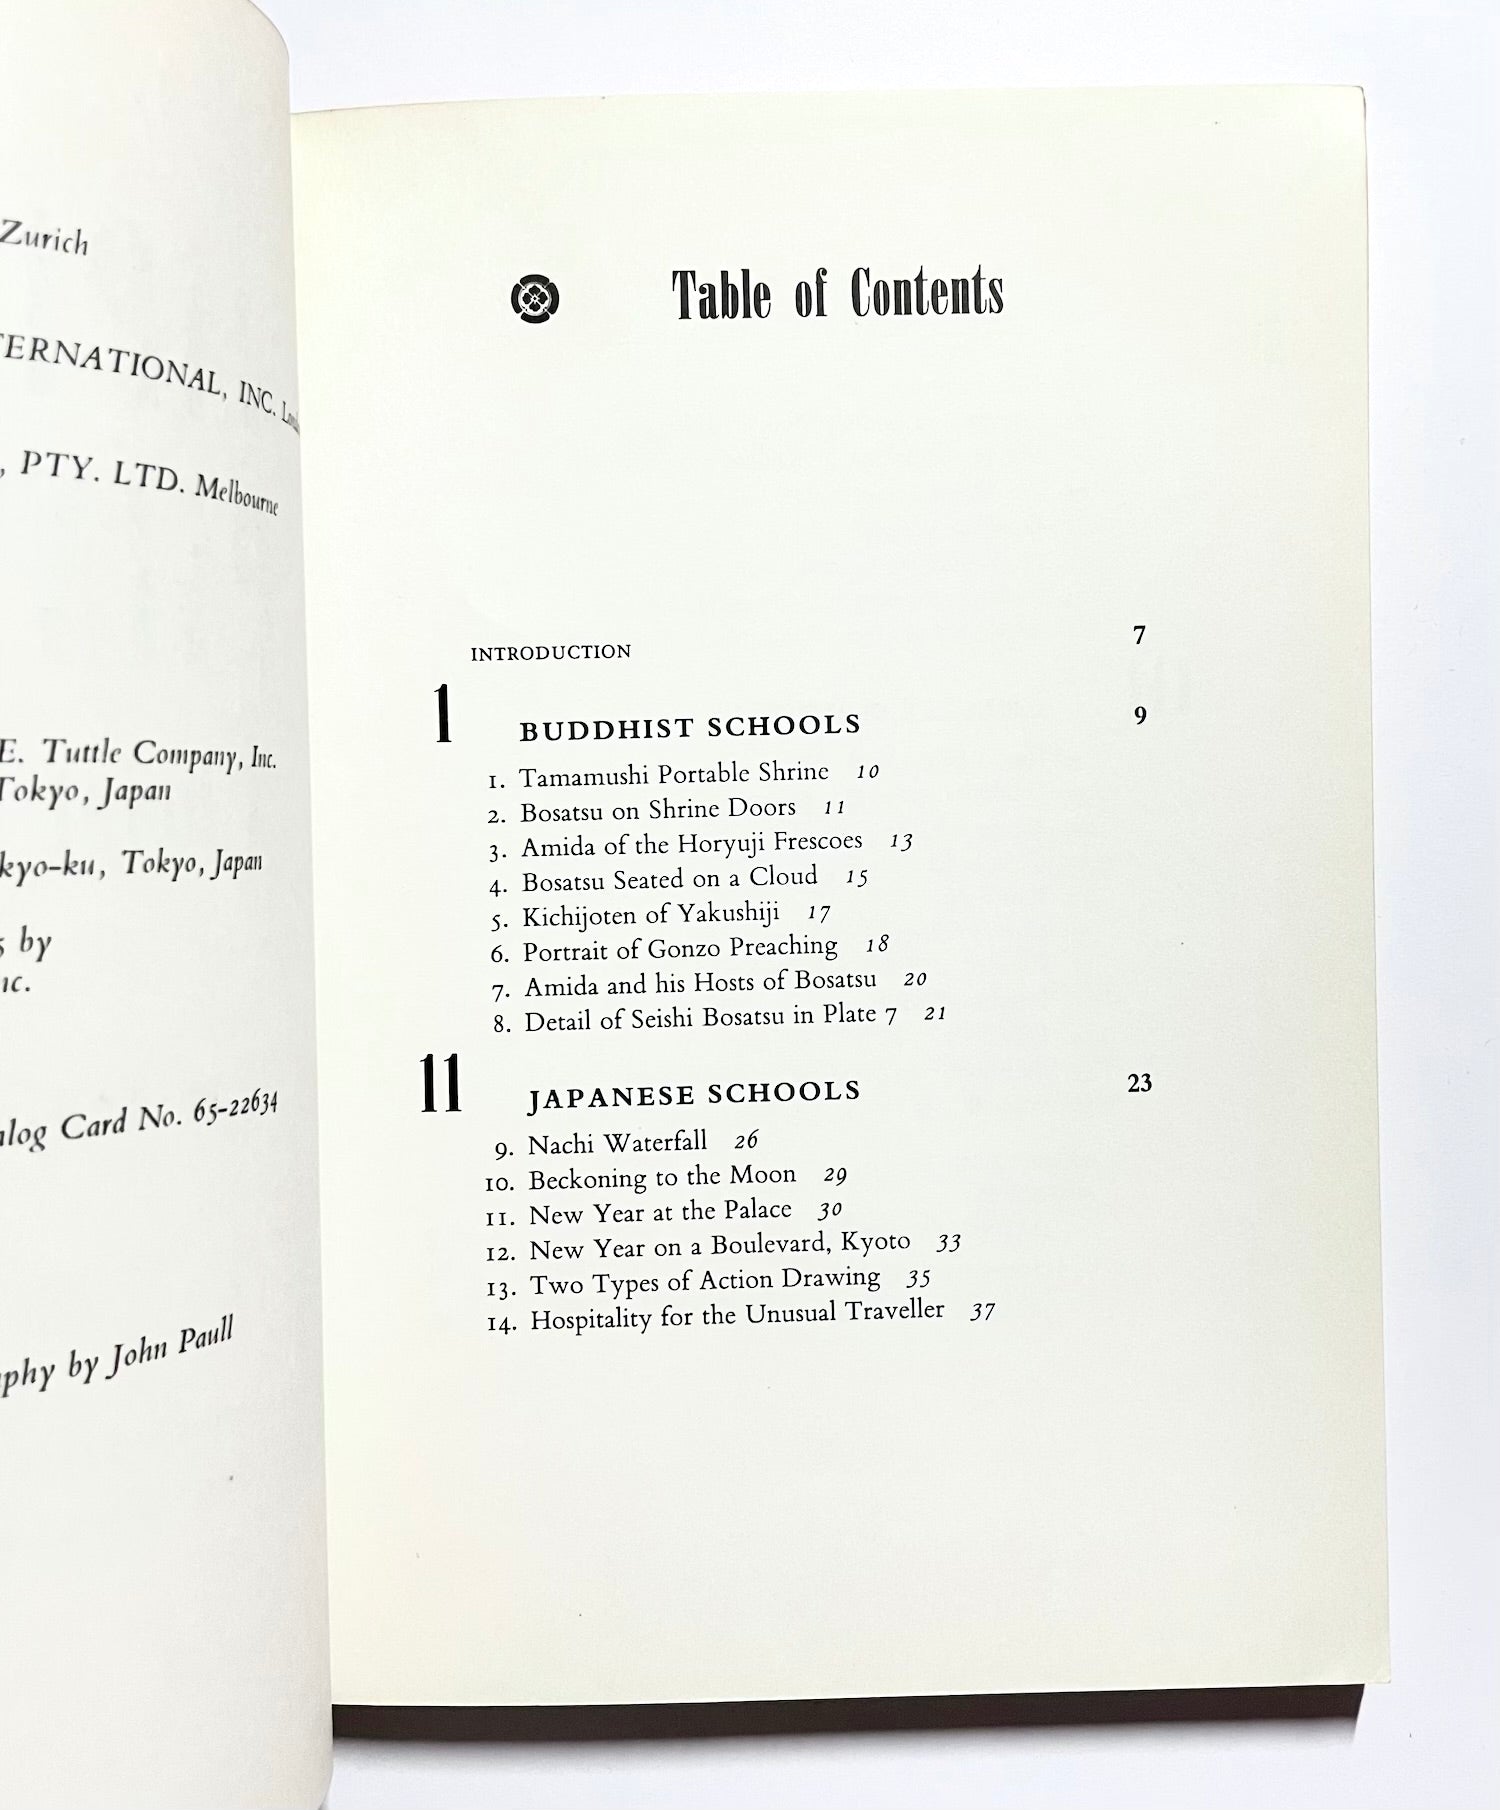 Zurich
INTERNATIONAL, INC.
, PTY. LTD. Melbourne
E. Tuttle Company, Inc.
Tokyo, Japan
kyo-ku, Tokyo, Japan
by
Card No. 65-22634
by John Paull
Table of Contents
INTRODUCTION 7
1 BUDDHIST SCHOOLS 9
1. Tamamushi Portable Shrine 10
2. Bosatsu on Shrine Doors 11
3. Amida of the Horyuji Frescoes 13
4. Bosatsu Seated on a Cloud 15
5. Kichijoten of Yakushiji 17
6. Portrait of Gonzo Preaching 18
7. Amida and his Hosts of Bosatsu 20
8. Detail of Seishi Bosatsu in Plate 7 21
11 JAPANESE SCHOOLS 23
9. Nachi Waterfall 26
10. Beckoning to the Moon 29
11. New Year at the Palace 30
12. New Year on a Boulevard, Kyoto 33
13. Two Types of Action Drawing 35
14. Hospitality for the Unusual Traveller 37